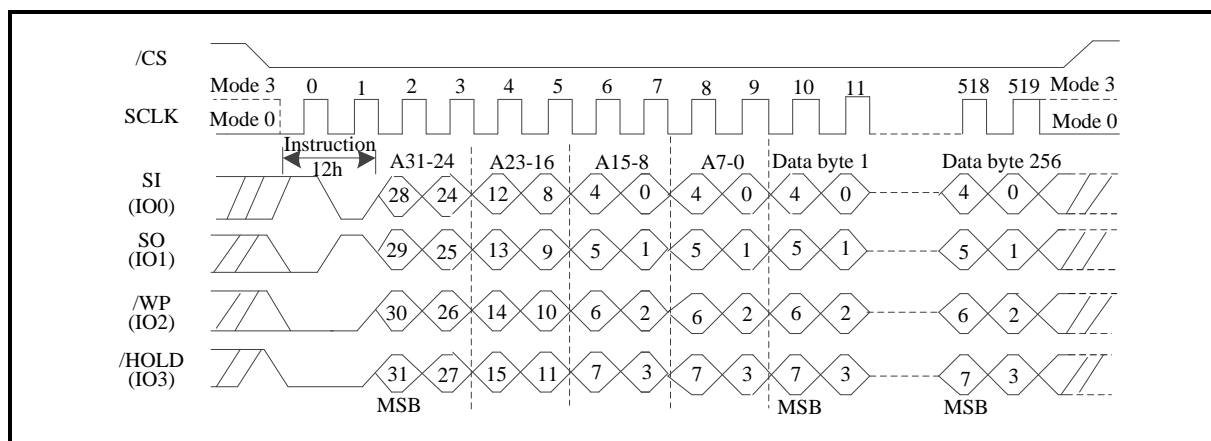 /CS
Mode 3 0 1 2 3 4 5 6 7 8 9 10 11 518 519 Mode 3
SCLK Mode 0 Mode 0
Instruction
12h A31-24 A23-16 A15-8 A7-0 Data byte 1 Data byte 256
SI
(IO0) 28 24 12 8 4 0 4 0 4 0 4 0
SO
(IO1) 29 25 13 9 5 1 5 1 5 1 5 1
/WP
(IO2) 30 26 14 10 6 2 6 2 6 2 6 2
/HOLD
(IO3) 31 27 15 11 7 3 7 3 7 3 7 3
MSB MSB MSB